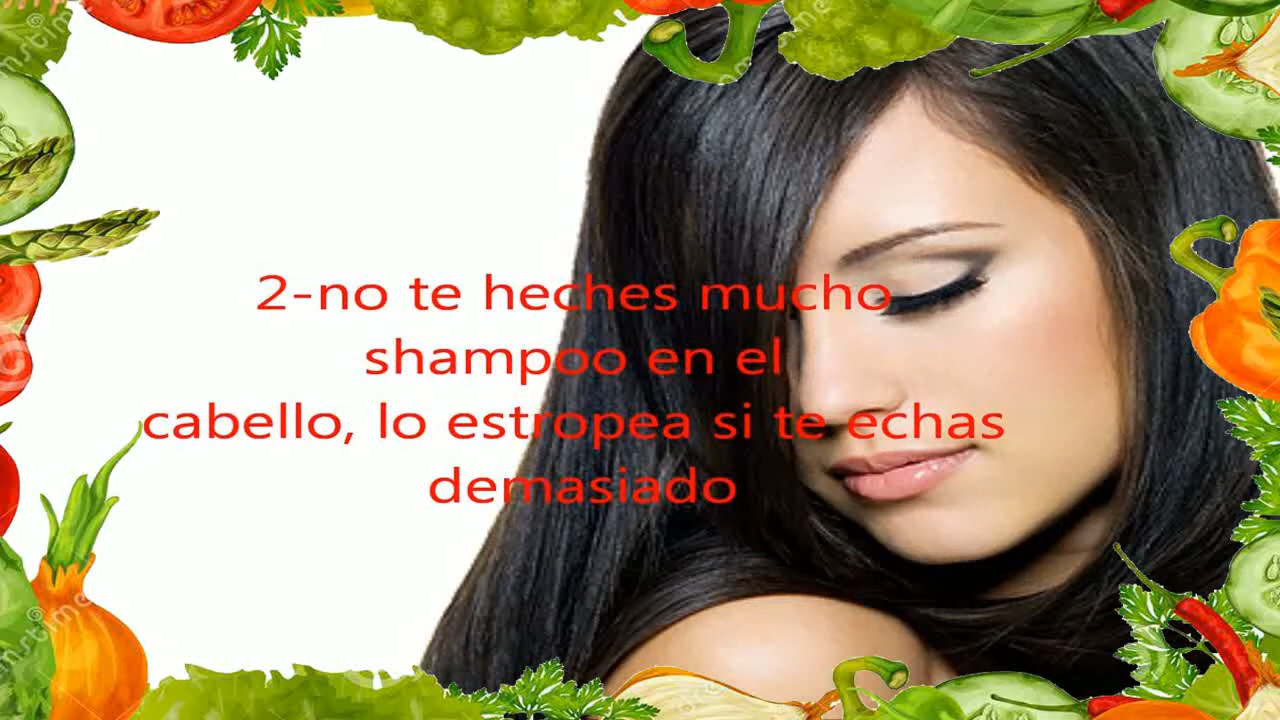 2-no te heches mucho
shampoo en el
cabello, lo estropea si te echas
demasiado